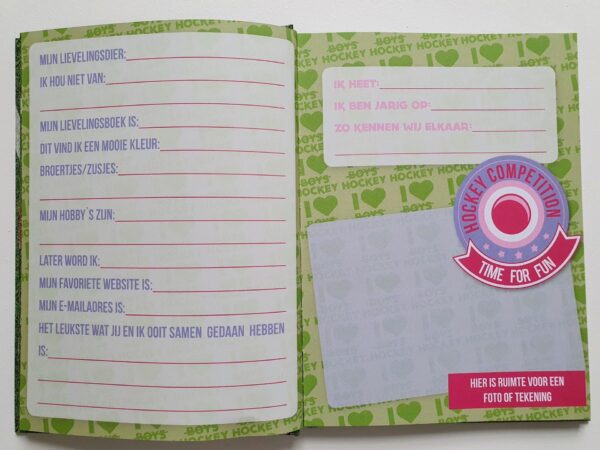 MIJN LIEVELINGSDIER:
IK HOU NIET VAN:
MIJN LIEVELINGSBOEK IS:
DIT VIND IK EEN MOOIE KLEUR:
BROERTJES/ZUSJES:
MIJN HOBBY´S ZIJN:
LATER WORD IK:
MIJN FAVORIETE WEBSITE IS:
MIJN E-MAILADRES IS:
HET LEUKSTE WAT JIJ EN IK OOIT SAMEN GEDAAN HEBBEN
IS:
I ♥ HOCKEY BOYS
IK HEET:
IK BEN JARIG OP:
ZO KENNEN WIJ ELKAAR:
HOCKEY COMPETITION
TIME FOR FUN
HIER IS RUIMTE VOOR EEN
FOTO OF TEKENING